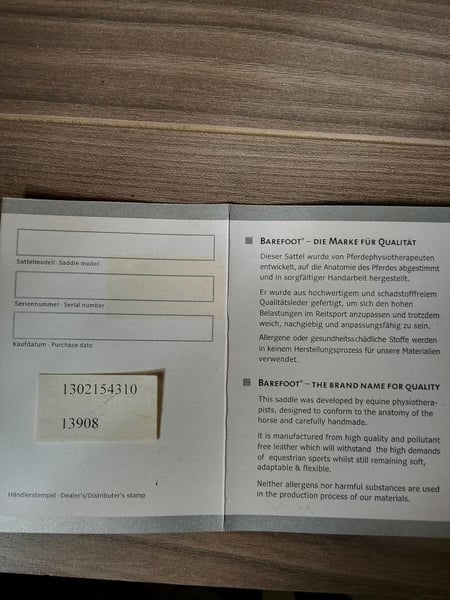 Sattelmodell · Saddle model
Seriennummer · Serial number
Kaufdatum · Purchase date
1302154310
13908
Händlerstempel · Dealer's/Distributer's stamp
BAREFOOT® – DIE MARKE FÜR QUALITÄT
Dieser Sattel wurde von Pferdephysiotherapeuten
entwickelt, auf die Anatomie des Pferdes abgestimmt
und in sorgfältiger Handarbeit hergestellt.
Er wurde aus hochwertigem und schadstofffreiem
Qualitätsleder gefertigt, um sich den hohen
Belastungen im Reitsport anzupassen und trotzdem
weich, nachgiebig und anpassungsfähig zu sein.
Allergene oder gesundheitsschädliche Stoffe werden
in keinem Herstellungsprozess für unsere Materialien
verwendet.
BAREFOOT® – THE BRAND NAME FOR QUALITY
This saddle was developed by equine physiothera-
pists, designed to conform to the anatomy of the
horse and carefully handmade.
It is manufactured from high quality and pollutant
free leather which will withstand the high demands
of equestrian sports whilst still remaining soft,
adaptable & flexible.
Neither allergens nor harmful substances are used
in the production process of our materials.